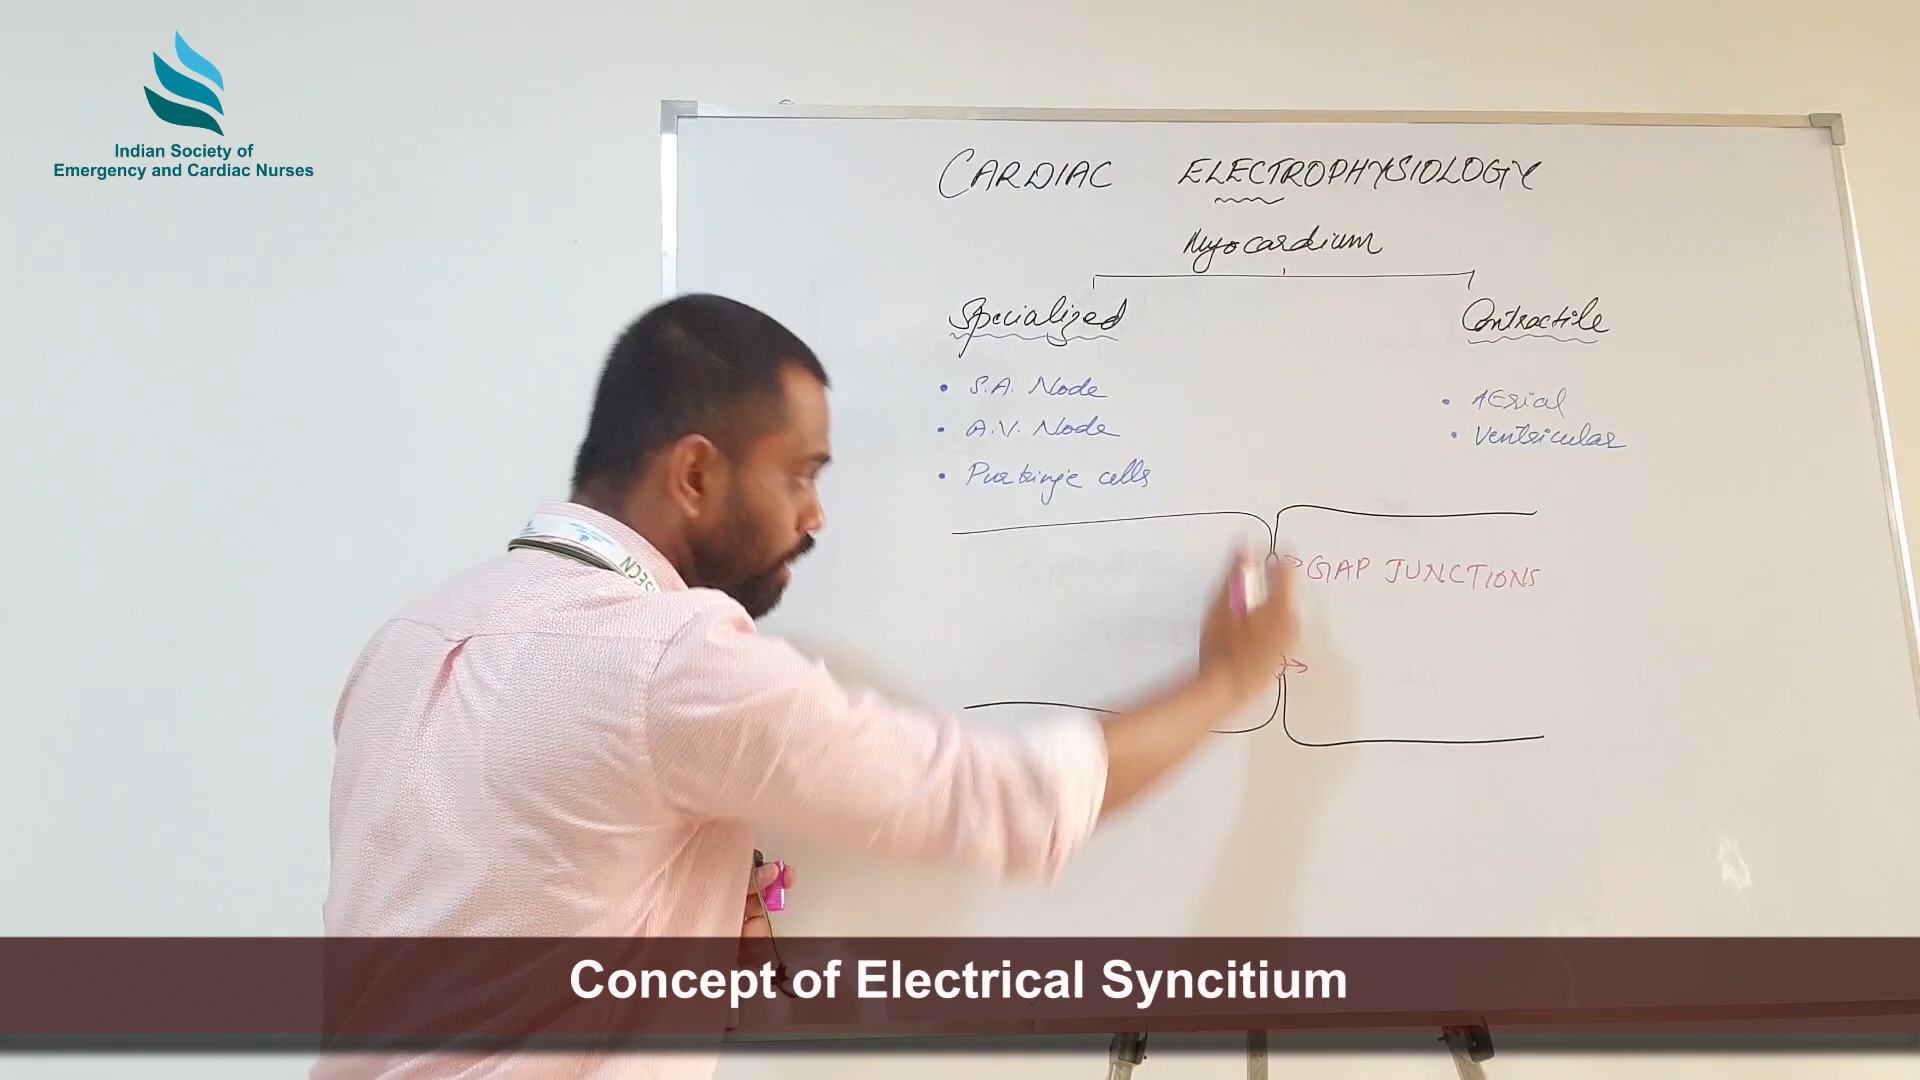 Indian Society of
Emergency and Cardiac Nurses
CARDIAC ELECTROPHYSIOLOGY
Myocardium
Specialized
Contractile
• S.A. Node
• A.V. Node
• Purkinje cells
• Atrial
• Ventricular
GAP JUNCTIONS
SECN
Concept of Electrical Syncitium